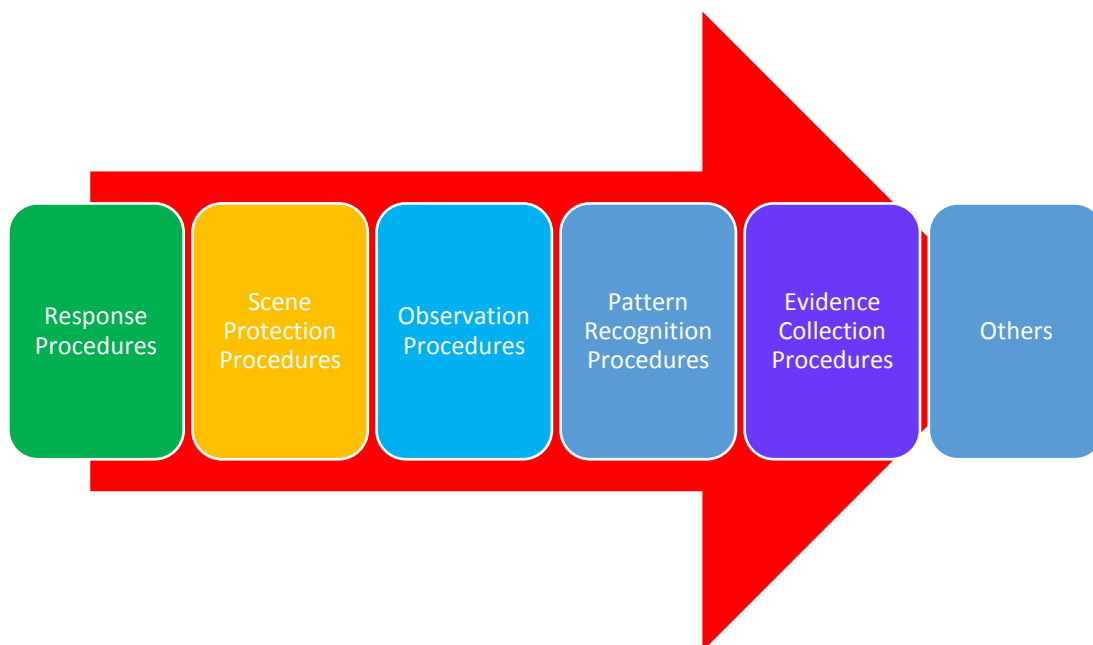 Response
Procedures
Scene
Protection
Procedures
Observation
Procedures
Pattern
Recognition
Procedures
Evidence
Collection
Procedures
Others